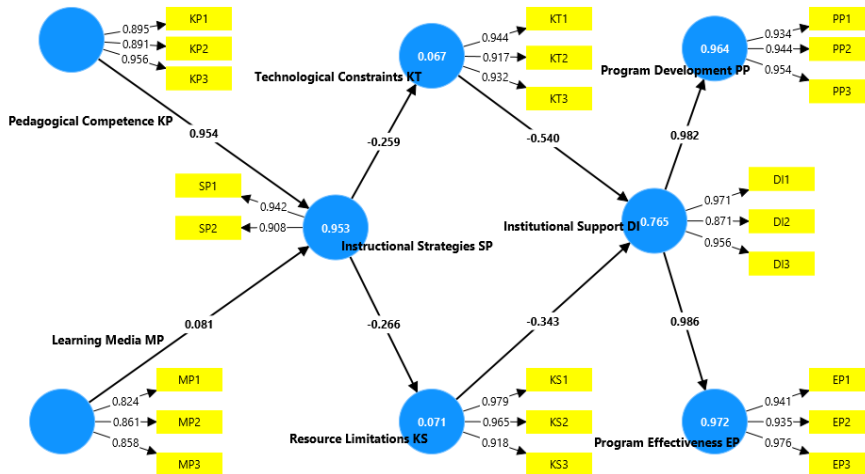 0.895
0.891
0.956
KP1
KP2
KP3
Pedagogical Competence KP
0.954
SP1
SP2
0.942
0.908
0.953
Instructional Strategies SP
Learning Media MP
0.081
0.824
0.861
0.858
MP1
MP2
MP3
0.067
Technological Constraints KT
0.944
0.917
0.932
KT1
KT2
KT3
-0.259
-0.540
-0.266
-0.343
0.071
Resource Limitations KS
0.979
0.965
0.918
KS1
KS2
KS3
0.964
Program Development PP
0.934
0.944
0.954
PP1
PP2
PP3
0.982
0.765
Institutional Support DI
0.971
0.871
0.956
DI1
DI2
DI3
0.986
0.972
Program Effectiveness EP
0.941
0.935
0.976
EP1
EP2
EP3